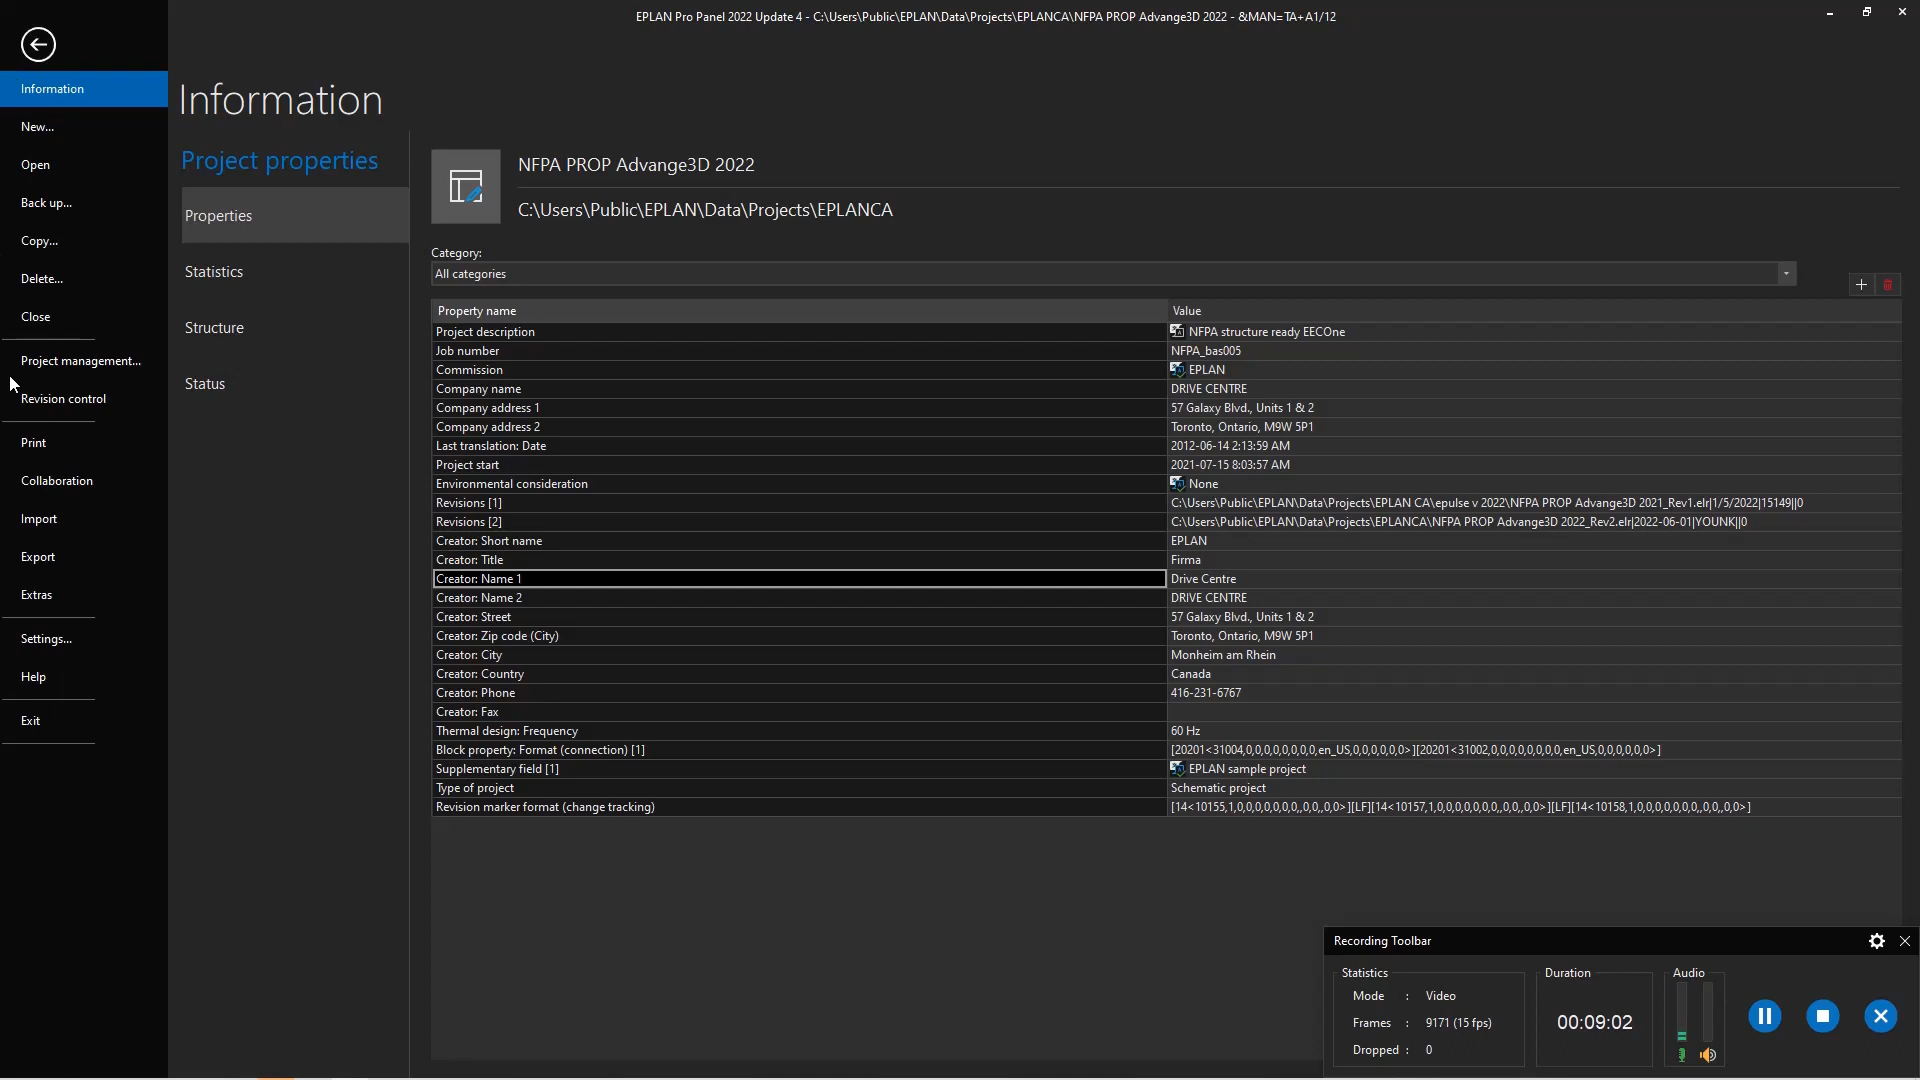 EPLAN Pro Panel 2022 Update 4 - C:\Users\Public\EPLAN\Data\Projects\EPLANCA\NFPA PROP Advange3D 2022 - &MAN=TA+A1/12
Information
New...
Open
Back up...
Copy...
Delete...
Close
Project management...
Revision control
Print
Collaboration
Import
Export
Extras
Settings...
Help
Exit
Information
Project properties
Properties
Statistics
Structure
Status
NFPA PROP Advange3D 2022
C:\Users\Public\EPLAN\Data\Projects\EPLANCA
Category:
All categories
Property name Value
Project description NFPA structure ready EECOne
Job number NFPA_bas005
Commission EPLAN
Company name DRIVE CENTRE
Company address 1 57 Galaxy Blvd., Units 1 & 2
Company address 2 Toronto, Ontario, M9W 5P1
Last translation: Date 2012-06-14 2:13:59 AM
Project start 2021-07-15 8:03:57 AM
Environmental consideration None
Revisions [1] C:\Users\Public\EPLAN\Data\Projects\EPLAN CA\epulse v 2022\NFPA PROP Advange3D 2021_Rev1.elr|1/5/2022|15149||0
Revisions [2] C:\Users\Public\EPLAN\Data\Projects\EPLANCA\NFPA PROP Advange3D 2022_Rev2.elr|2022-06-01|YOUNK||0
Creator: Short name EPLAN
Creator: Title Firma
Creator: Name 1 Drive Centre
Creator: Name 2 DRIVE CENTRE
Creator: Street 57 Galaxy Blvd., Units 1 & 2
Creator: Zip code (City) Toronto, Ontario, M9W 5P1
Creator: City Monheim am Rhein
Creator: Country Canada
Creator: Phone 416-231-6767
Creator: Fax
Thermal design: Frequency 60 Hz
Block property: Format (connection) [1] [20201<31004,0,0,0,0,0,0,0,0,en_US,0,0,0,0,0,0>][20201<31002,0,0,0,0,0,0,0,0,en_US,0,0,0,0,0,0>]
Supplementary field [1] EPLAN sample project
Type of project Schematic project
Revision marker format (change tracking) [14<10155,1,0,0,0,0,0,0,0,,0,0,,0,0>][LF][14<10157,1,0,0,0,0,0,0,0,,0,0,,0,0>][LF][14<10158,1,0,0,0,0,0,0,0,,0,0,,0,0>]
Recording Toolbar
Statistics
Mode : Video
Frames : 9171 (15 fps)
Dropped : 0
Duration
00:09:02
Audio